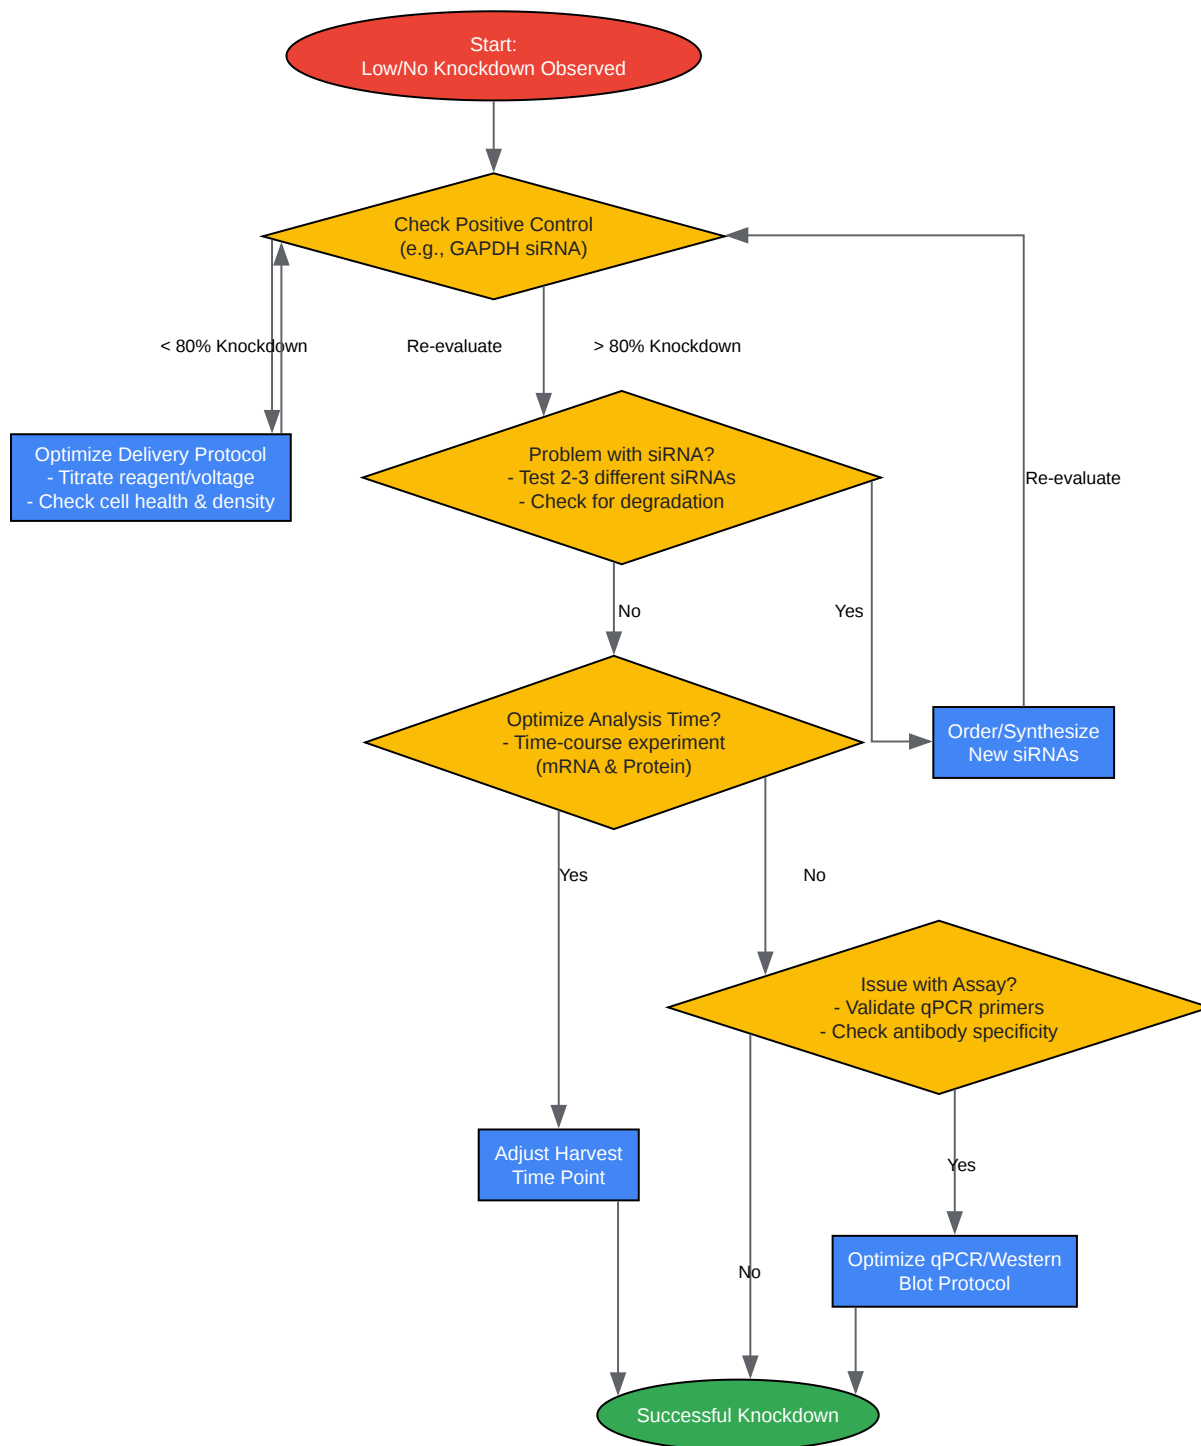 Start:
Low/No Knockdown Observed
Check Positive Control
(e.g., GAPDH siRNA)
< 80% Knockdown
Re-evaluate
> 80% Knockdown
Optimize Delivery Protocol
- Titrate reagent/voltage
- Check cell health & density
Problem with siRNA?
- Test 2-3 different siRNAs
- Check for degradation
Re-evaluate
No
Yes
Optimize Analysis Time?
- Time-course experiment
(mRNA & Protein)
Order/Synthesize
New siRNAs
Yes
No
Issue with Assay?
- Validate qPCR primers
- Check antibody specificity
Adjust Harvest
Time Point
Yes
No
Optimize qPCR/Western
Blot Protocol
Successful Knockdown